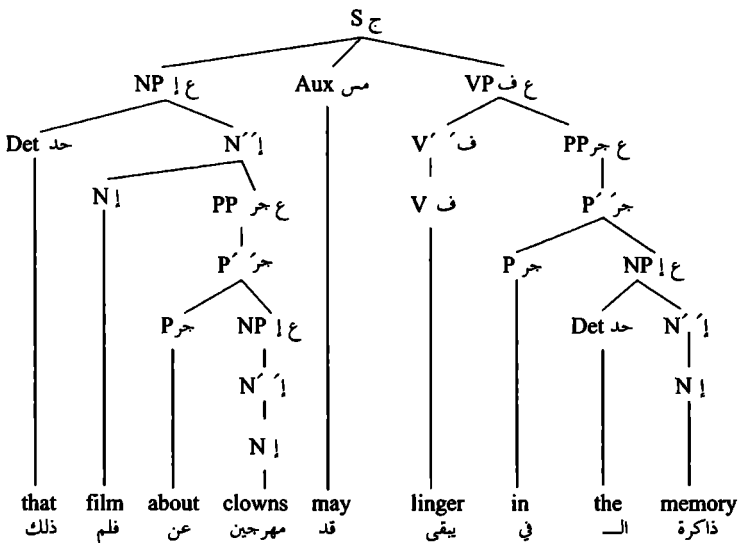 S ج
NP ع إ Aux مس VP ع ف
Det حد N´´ إ V´´ ف PP ع جر
N إ PP ع جر V ف P´´ جر
P´´ جر P جر NP ع إ
P جر NP ع إ Det حد N´´ إ
N´´ إ N إ
N إ
that film about clowns may linger in the memory
ذلك فلم عن مهرجين قد يبقى في الـ ذاكرة